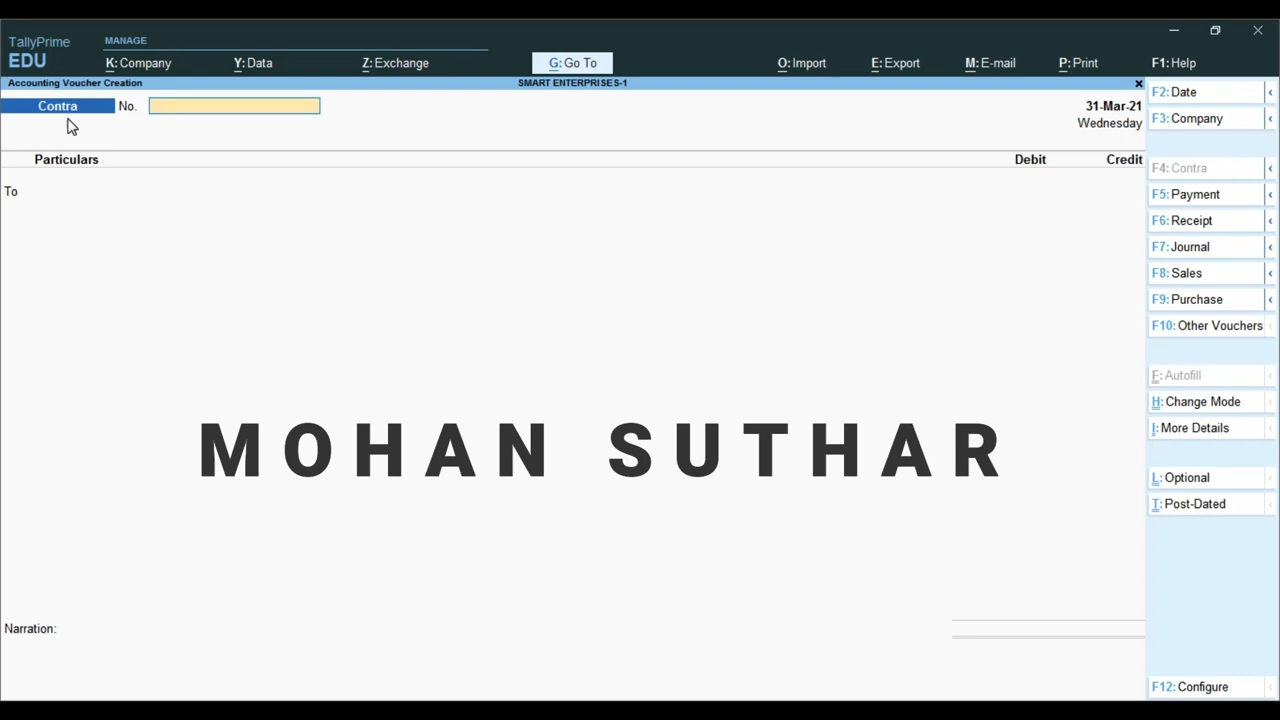 TallyPrime
EDU
MANAGE
K: Company
Y: Data
Z: Exchange
G: Go To
O: Import
E: Export
M: E-mail
P: Print
F1: Help
Accounting Voucher Creation
SMART ENTERPRISES-1
Contra
No.
31-Mar-21
Wednesday
Particulars
Debit
Credit
To
MOHAN SUTHAR
Narration:
F2: Date
F3: Company
F4: Contra
F5: Payment
F6: Receipt
F7: Journal
F8: Sales
F9: Purchase
F10: Other Vouchers
F: Autofill
H: Change Mode
I: More Details
L: Optional
T: Post-Dated
F12: Configure